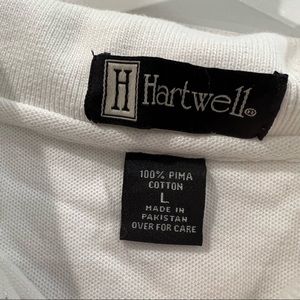 H Hartwell®
100% PIMA
COTTON
L
MADE IN
PAKISTAN
OVER FOR CARE